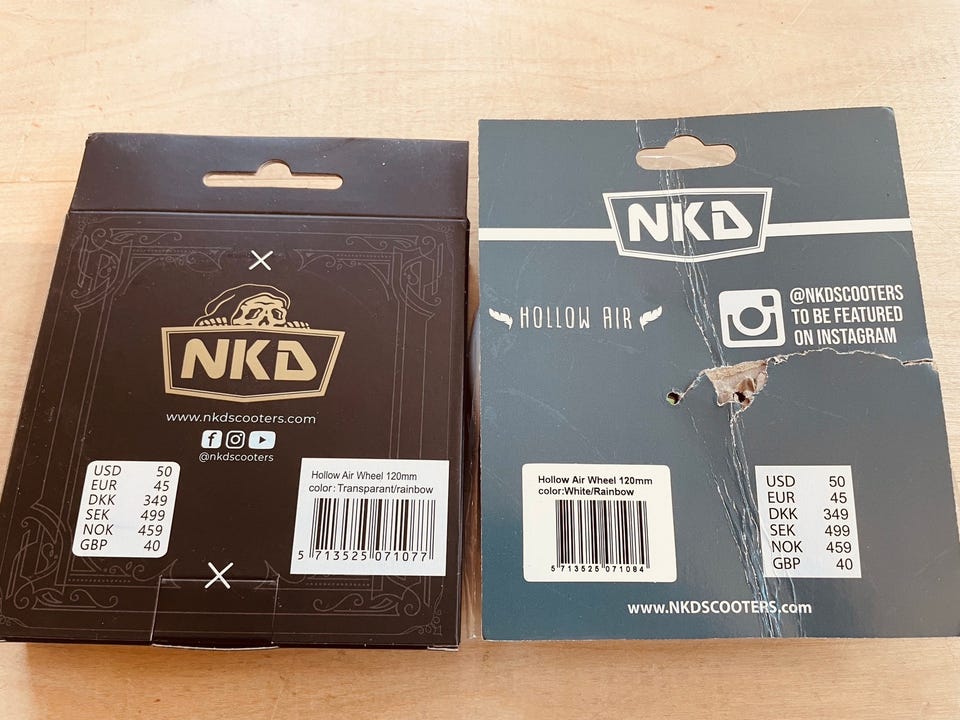 NKD
www.nkdscooters.com
@nkdscooters
USD 50
EUR 45
DKK 349
SEK 499
NOK 459
GBP 40
Hollow Air Wheel 120mm
color: Transparant/rainbow
5 713525 071077
NKD
HOLLOW AIR
@NKDSCOOTERS
TO BE FEATURED
ON INSTAGRAM
Hollow Air Wheel 120mm
color:White/Rainbow
5 713525 071084
USD 50
EUR 45
DKK 349
SEK 499
NOK 459
GBP 40
www.NKDSCOOTERS.com